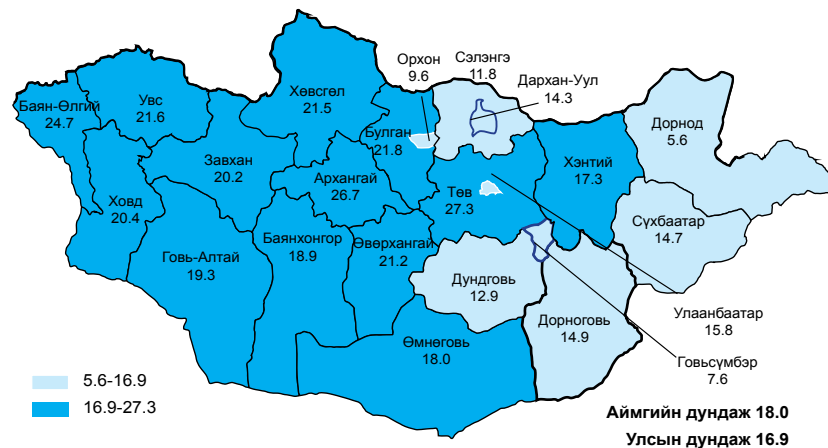 Орхон
9.6
Сэлэнгэ
11.8
Дархан-Уул
14.3
Баян-Өлгий
24.7
Увс
21.6
Хөвсгөл
21.5
Булган
21.8
Дорнод
5.6
Завхан
20.2
Архангай
26.7
Төв
27.3
Хэнтий
17.3
Ховд
20.4
Говь-Алтай
19.3
Баянхонгор
18.9
Өвөрхангай
21.2
Сүхбаатар
14.7
Дундговь
12.9
Дорноговь
14.9
Улаанбаатар
15.8
Өмнөговь
18.0
Говьсүмбэр
7.6
5.6-16.9
16.9-27.3
Аймгийн дундаж 18.0
Улсын дундаж 16.9